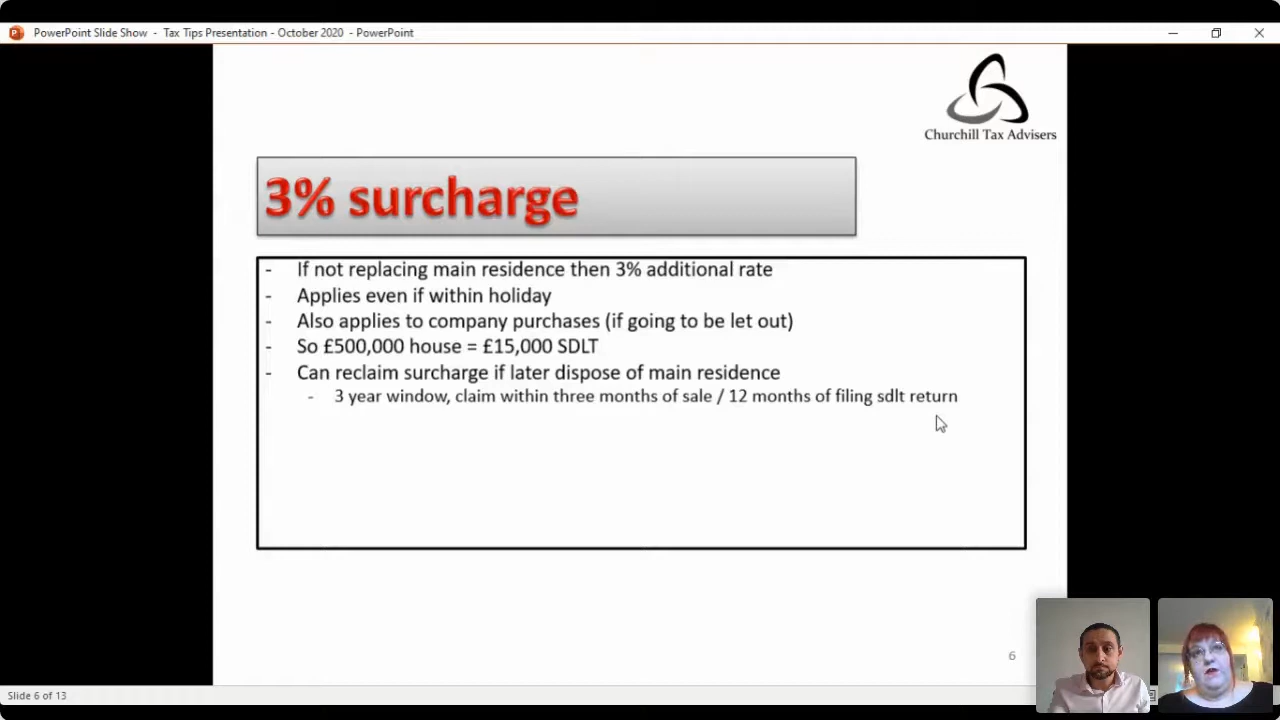 PowerPoint Slide Show - Tax Tips Presentation - October 2020 - PowerPoint
Churchill Tax Advisers
3% surcharge
- If not replacing main residence then 3% additional rate
- Applies even if within holiday
- Also applies to company purchases (if going to be let out)
- So £500,000 house = £15,000 SDLT
- Can reclaim surcharge if later dispose of main residence
- 3 year window, claim within three months of sale / 12 months of filing sdlt return
6
Slide 6 of 13